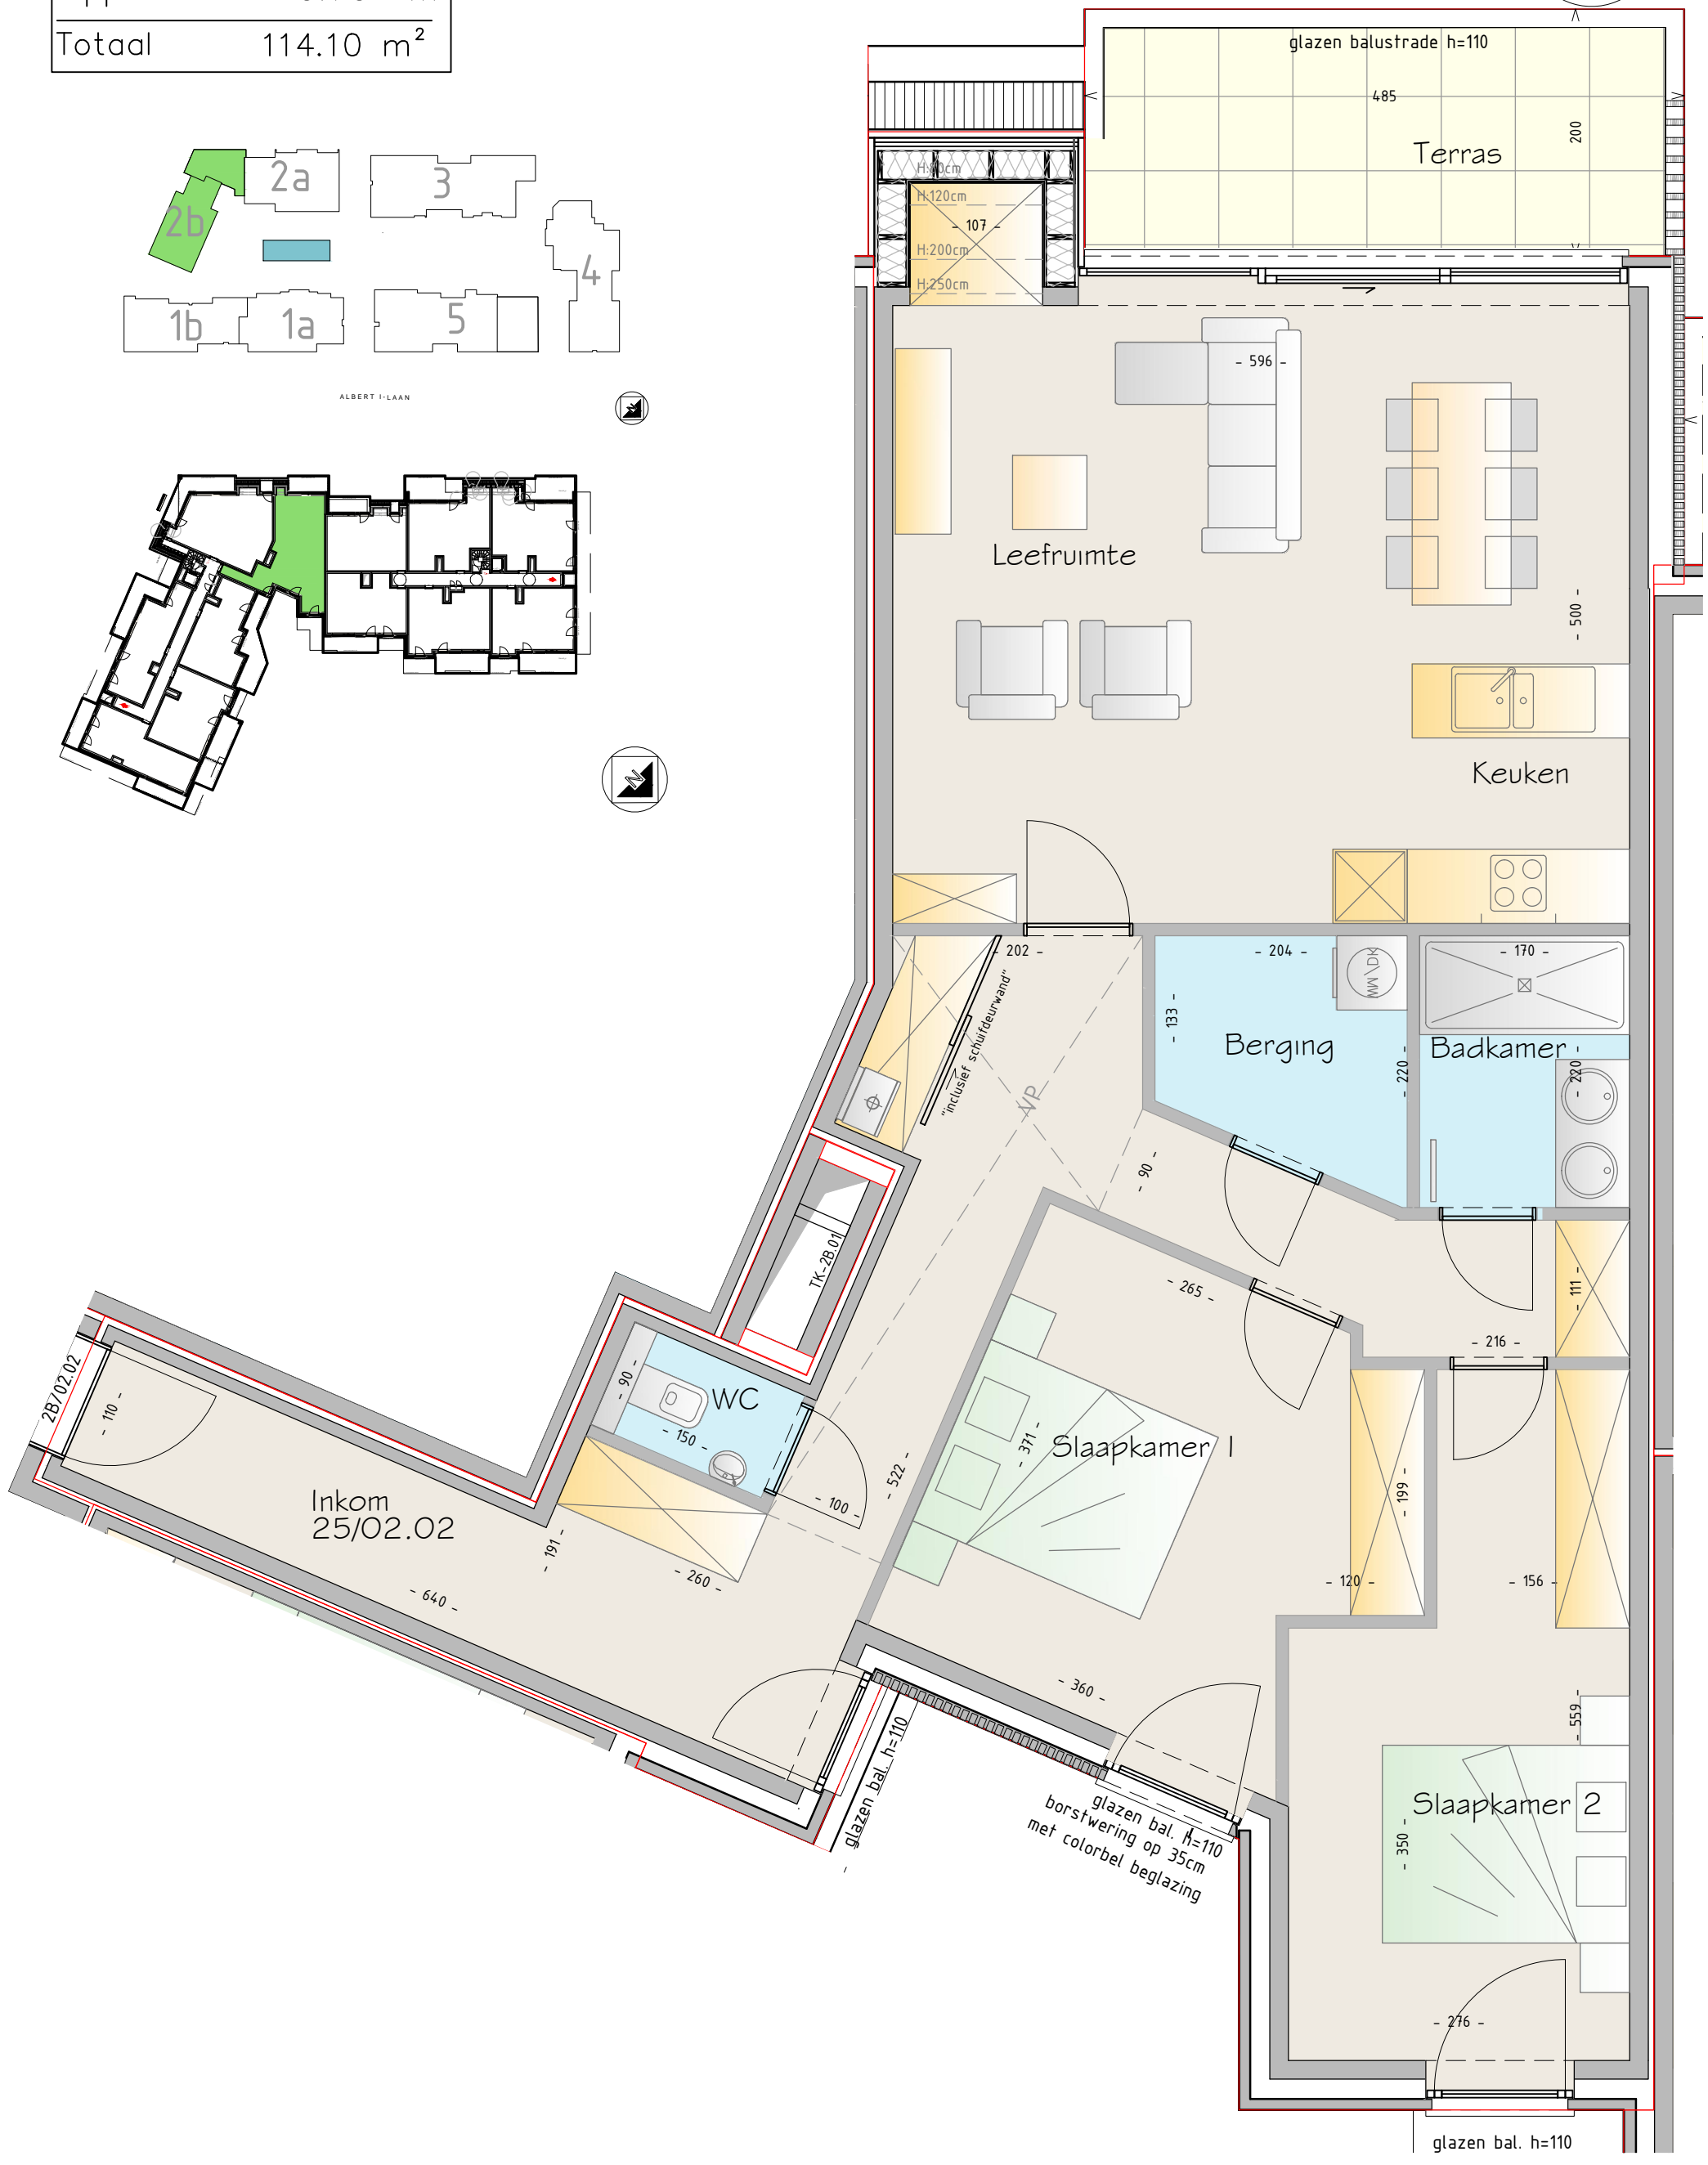 Totaal 114.10 m²
2a
3
2b
4
1b
1a
5
ALBERT I-LAAN
N
glazen balustrade h=110
- 485
200
Terras
H:120cm
- 107 -
H:200cm
H:250cm
- 596 -
Leefruimte
- 500 -
Keuken
- 202 -
- 204 -
- 170 -
WM\DK
"inclusief schuifdeurwand"
- 133 -
Berging
Badkamer
- 220 -
- 220 -
VP
- 90 -
TK-2B.01
- 265 -
- 111 -
- 216 -
2B/02.02
- 110 -
- 90 -
WC
- 150 -
- 371 -
Slaapkamer 1
- 522 -
- 100 -
- 199 -
Inkom
25/02.02
- 191 -
- 260 -
- 640 -
- 120 -
- 156 -
- 360 -
- 559 -
glazen bal. h=110
glazen bal. h=110
borstwering op 35cm
met colorbel beglazing
Slaapkamer 2
- 350 -
- 276 -
glazen bal. h=110